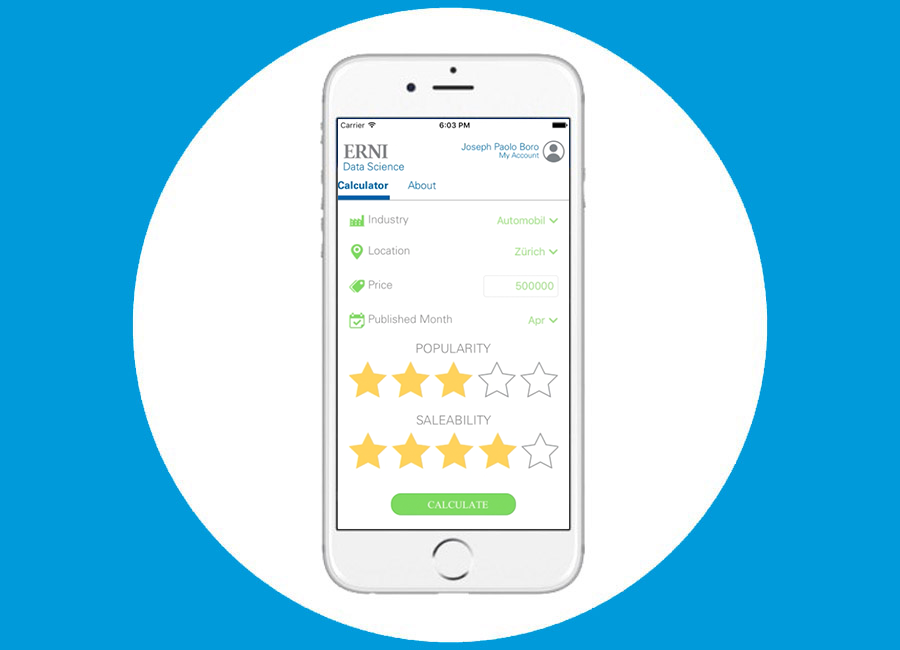 Carrier 6:03 PM
ERNI
Data Science
Joseph Paolo Boro
My Account
Calculator About
Industry Automobil
Location Zürich
Price 500000
Published Month Apr
POPULARITY
SALEABILITY
CALCULATE